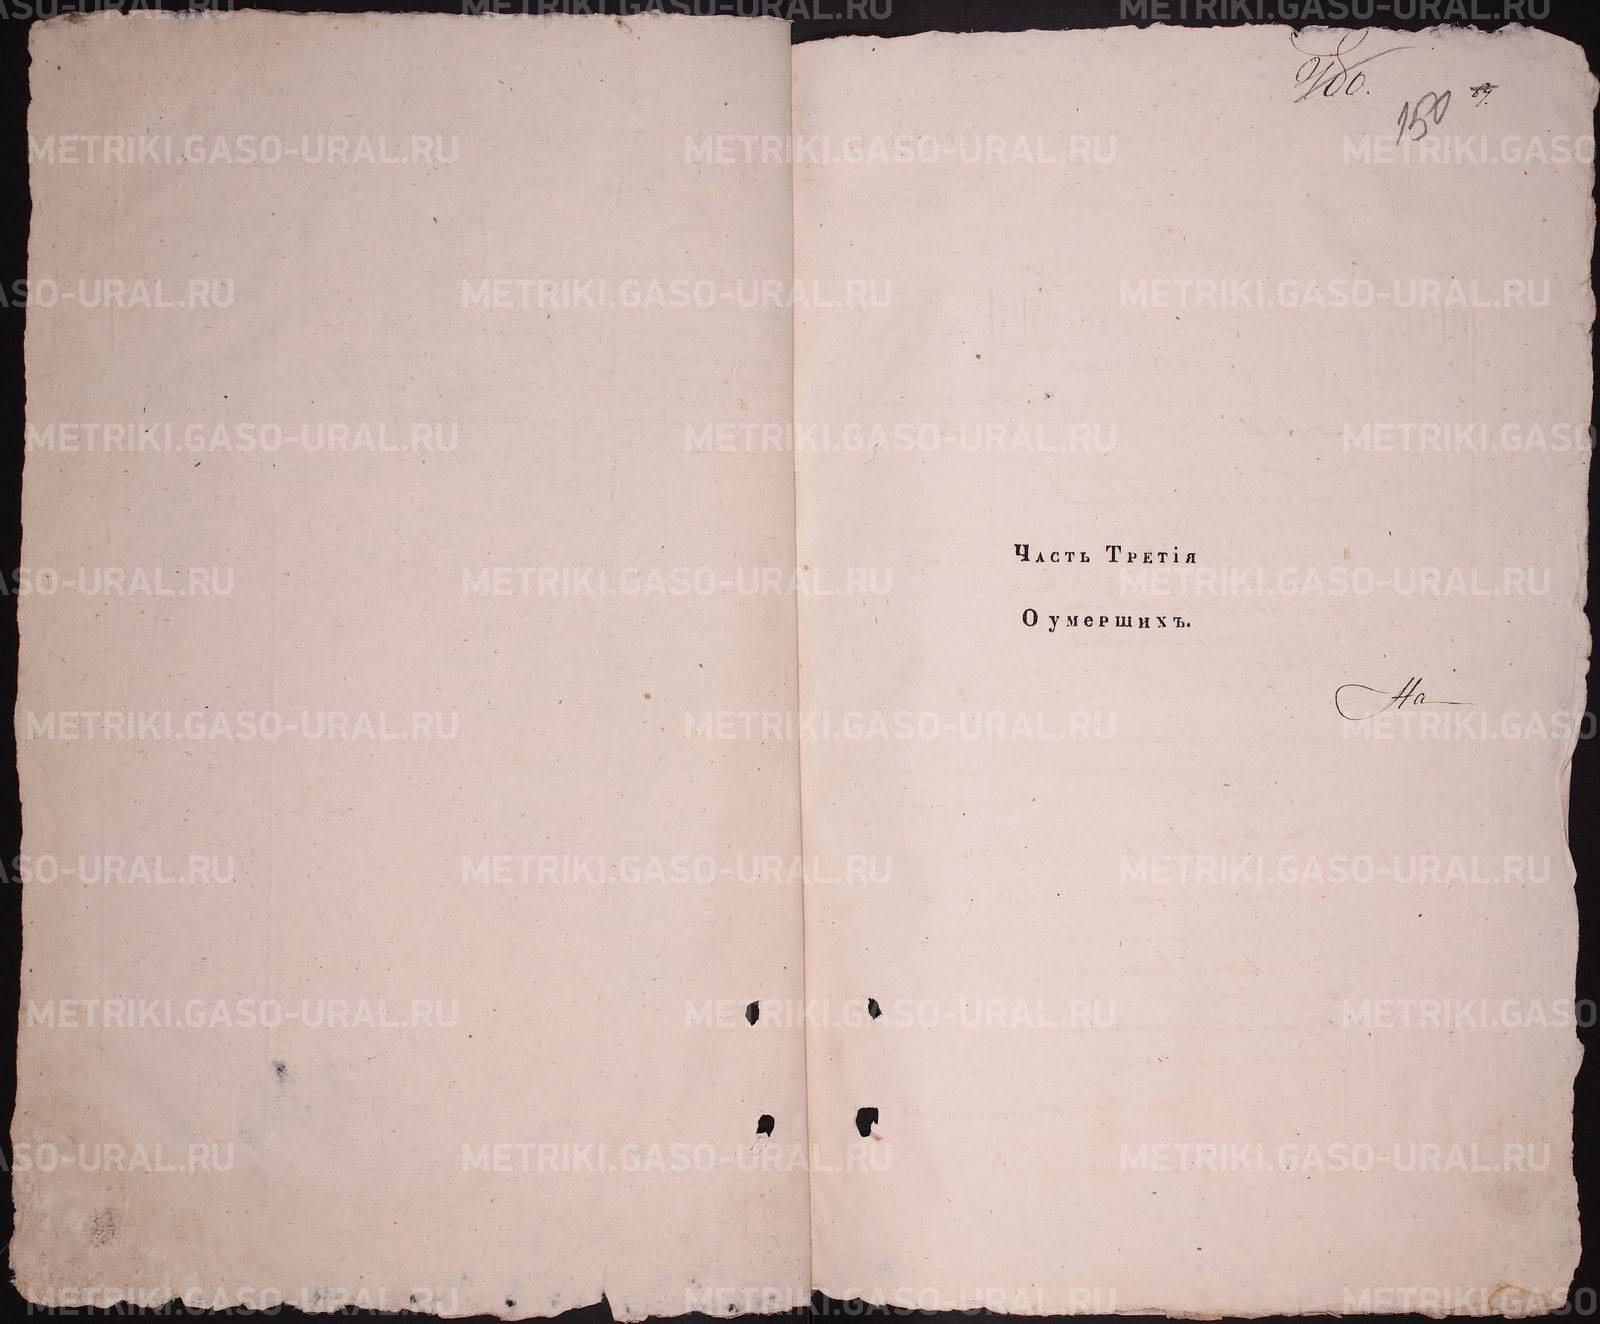 150
Часть Третія
О умершихъ.
На
METRIKI.GASO-URAL.RU